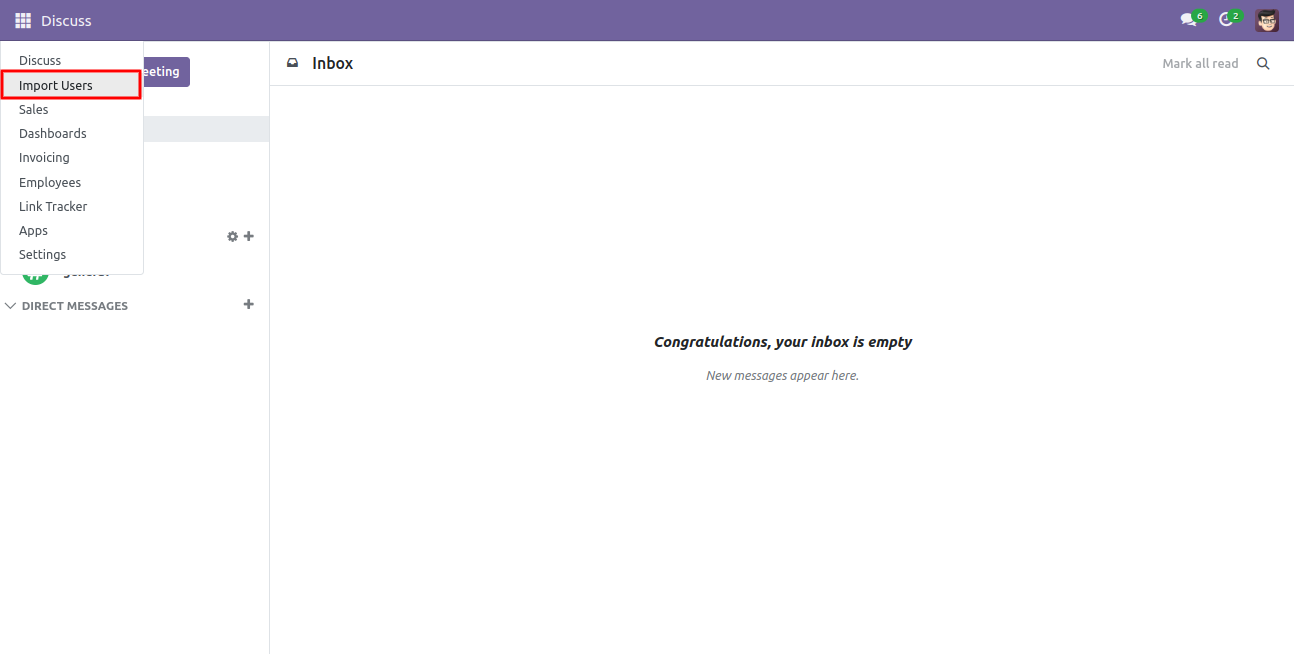 Discuss
6
2
Discuss
Import Users
Sales
Dashboards
Invoicing
Employees
Link Tracker
Apps
Settings
eeting
DIRECT MESSAGES
Inbox
Mark all read
Congratulations, your inbox is empty
New messages appear here.